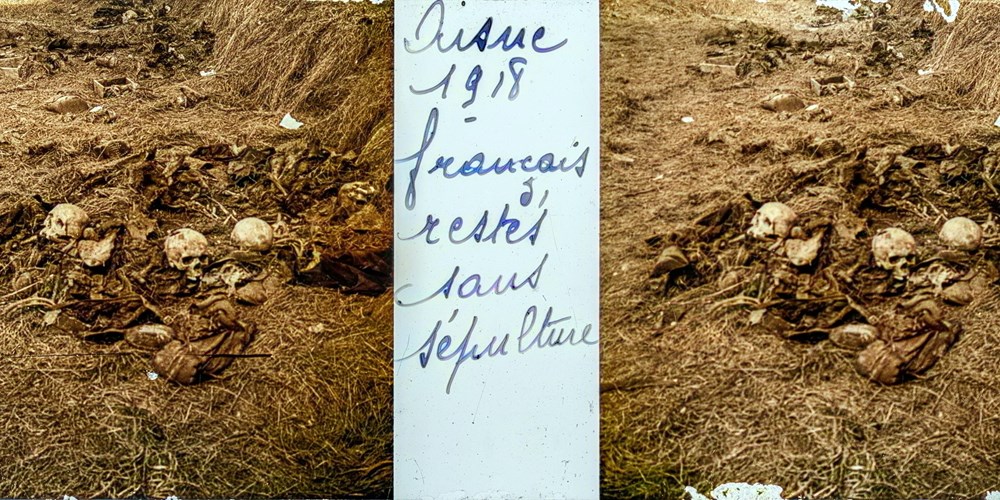 Aisne
1918
français
restés
sans
sépulture